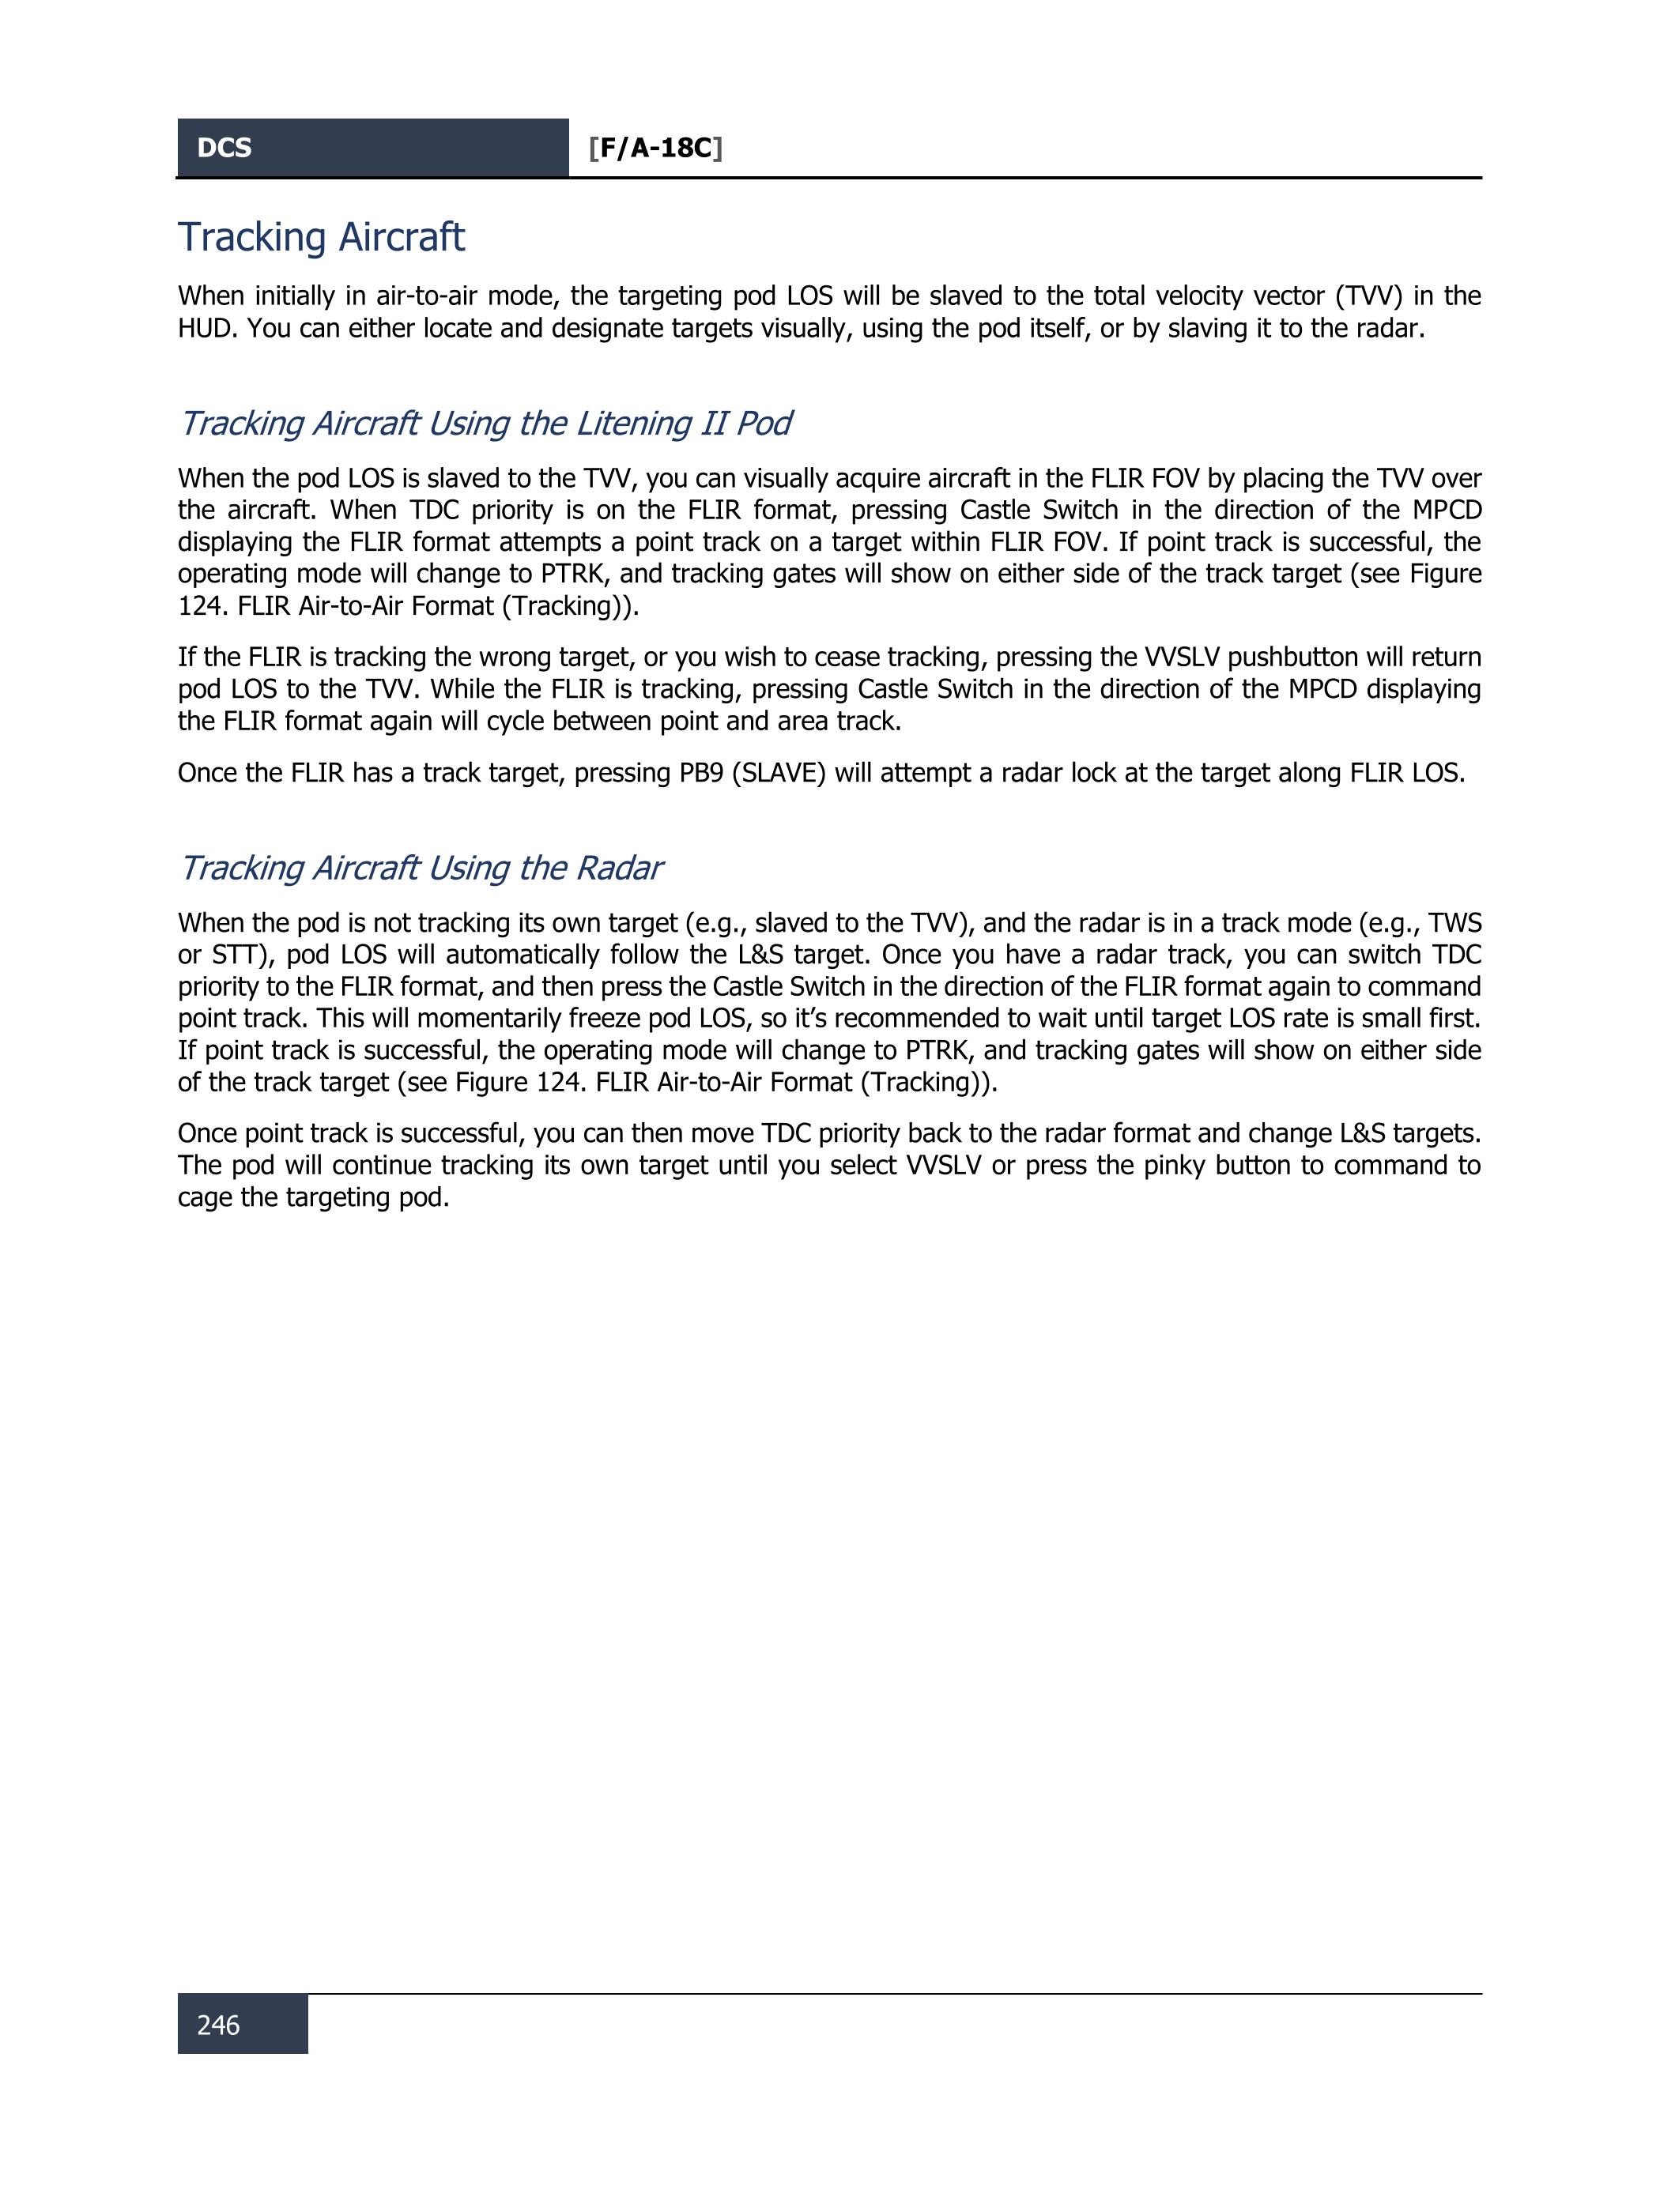 DCS [F/A-18C]
Tracking Aircraft
When initially in air-to-air mode, the targeting pod LOS will be slaved to the total velocity vector (TVV) in the
HUD. You can either locate and designate targets visually, using the pod itself, or by slaving it to the radar.
Tracking Aircraft Using the Litening II Pod
When the pod LOS is slaved to the TVV, you can visually acquire aircraft in the FLIR FOV by placing the TVV over
the aircraft. When TDC priority is on the FLIR format, pressing Castle Switch in the direction of the MPCD
displaying the FLIR format attempts a point track on a target within FLIR FOV. If point track is successful, the
operating mode will change to PTRK, and tracking gates will show on either side of the track target (see Figure
124. FLIR Air-to-Air Format (Tracking)).
If the FLIR is tracking the wrong target, or you wish to cease tracking, pressing the VVSLV pushbutton will return
pod LOS to the TVV. While the FLIR is tracking, pressing Castle Switch in the direction of the MPCD displaying
the FLIR format again will cycle between point and area track.
Once the FLIR has a track target, pressing PB9 (SLAVE) will attempt a radar lock at the target along FLIR LOS.
Tracking Aircraft Using the Radar
When the pod is not tracking its own target (e.g., slaved to the TVV), and the radar is in a track mode (e.g., TWS
or STT), pod LOS will automatically follow the L&S target. Once you have a radar track, you can switch TDC
priority to the FLIR format, and then press the Castle Switch in the direction of the FLIR format again to command
point track. This will momentarily freeze pod LOS, so it’s recommended to wait until target LOS rate is small first.
If point track is successful, the operating mode will change to PTRK, and tracking gates will show on either side
of the track target (see Figure 124. FLIR Air-to-Air Format (Tracking)).
Once point track is successful, you can then move TDC priority back to the radar format and change L&S targets.
The pod will continue tracking its own target until you select VVSLV or press the pinky button to command to
cage the targeting pod.
246